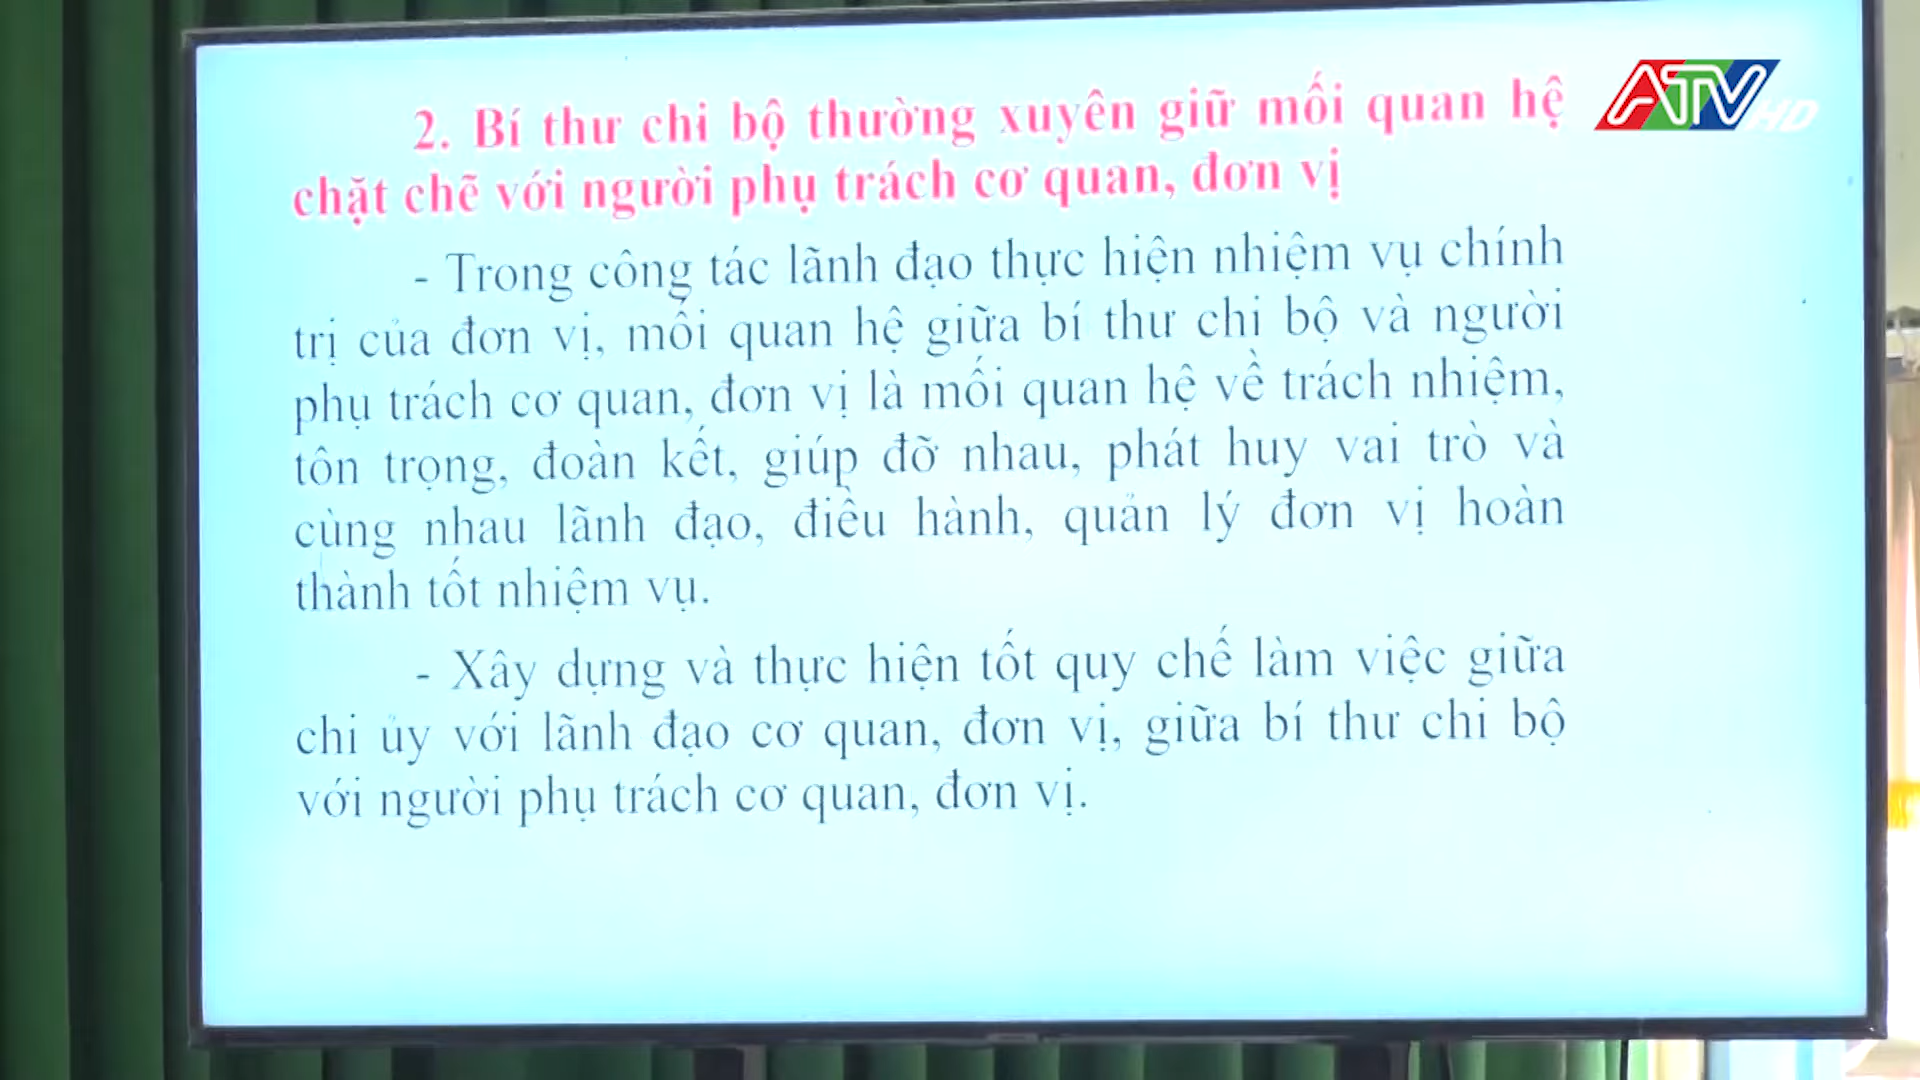 ATV HD
2. Bí thư chi bộ thường xuyên giữ mối quan hệ
chặt chẽ với người phụ trách cơ quan, đơn vị
- Trong công tác lãnh đạo thực hiện nhiệm vụ chính
trị của đơn vị, mối quan hệ giữa bí thư chi bộ và người
phụ trách cơ quan, đơn vị là mối quan hệ về trách nhiệm,
tôn trọng, đoàn kết, giúp đỡ nhau, phát huy vai trò và
cùng nhau lãnh đạo, điều hành, quản lý đơn vị hoàn
thành tốt nhiệm vụ.
- Xây dựng và thực hiện tốt quy chế làm việc giữa
chi ủy với lãnh đạo cơ quan, đơn vị, giữa bí thư chi bộ
với người phụ trách cơ quan, đơn vị.